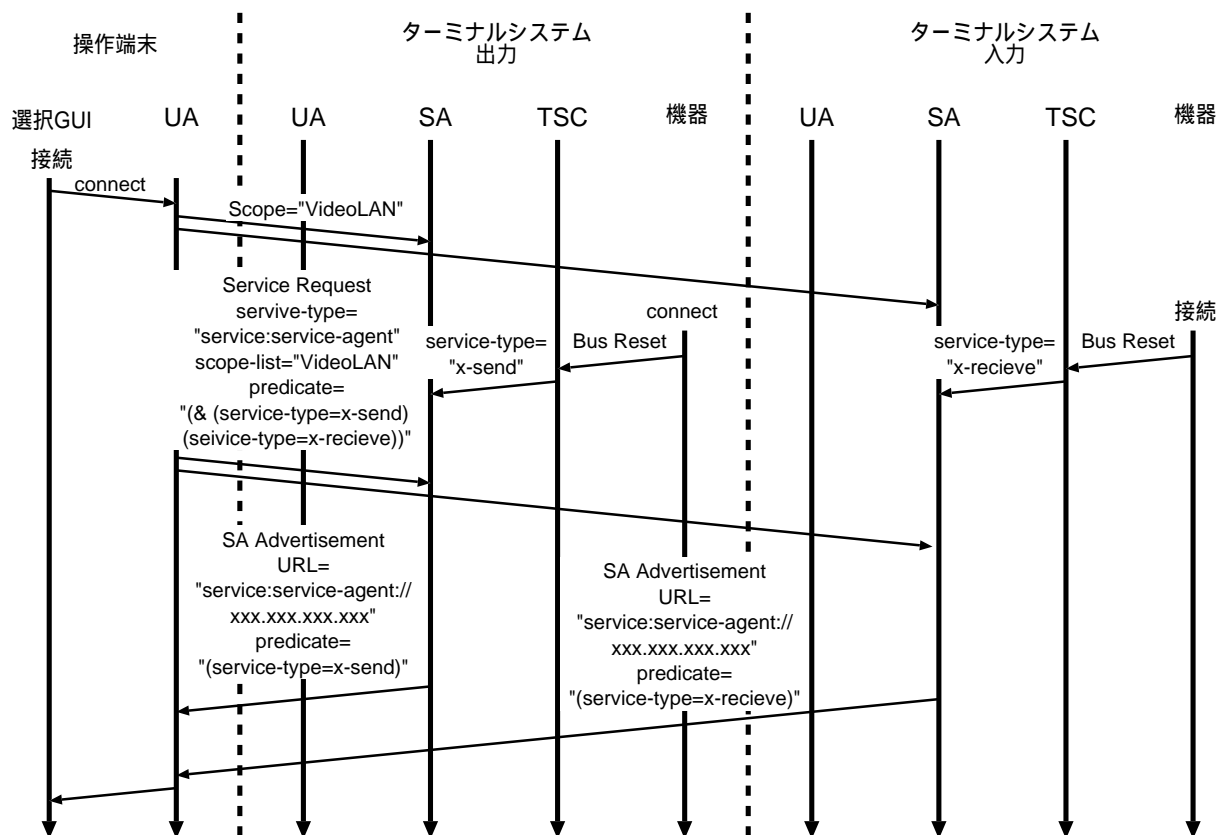 操作端末
ターミナルシステム
出力
ターミナルシステム
入力
選択GUI
UA
UA
SA
TSC
機器
UA
SA
TSC
機器
接続
connect
Scope="VideoLAN"
Service Request
servive-type=
"service:service-agent"
scope-list="VideoLAN"
predicate=
"(& (service-type=x-send)
(seivice-type=x-recieve))"
connect
接続
service-type=
"x-send"
Bus Reset
service-type=
"x-recieve"
Bus Reset
SA Advertisement
URL=
"service:service-agent://
xxx.xxx.xxx.xxx"
predicate=
"(service-type=x-send)"
SA Advertisement
URL=
"service:service-agent://
xxx.xxx.xxx.xxx"
predicate=
"(service-type=x-recieve)"